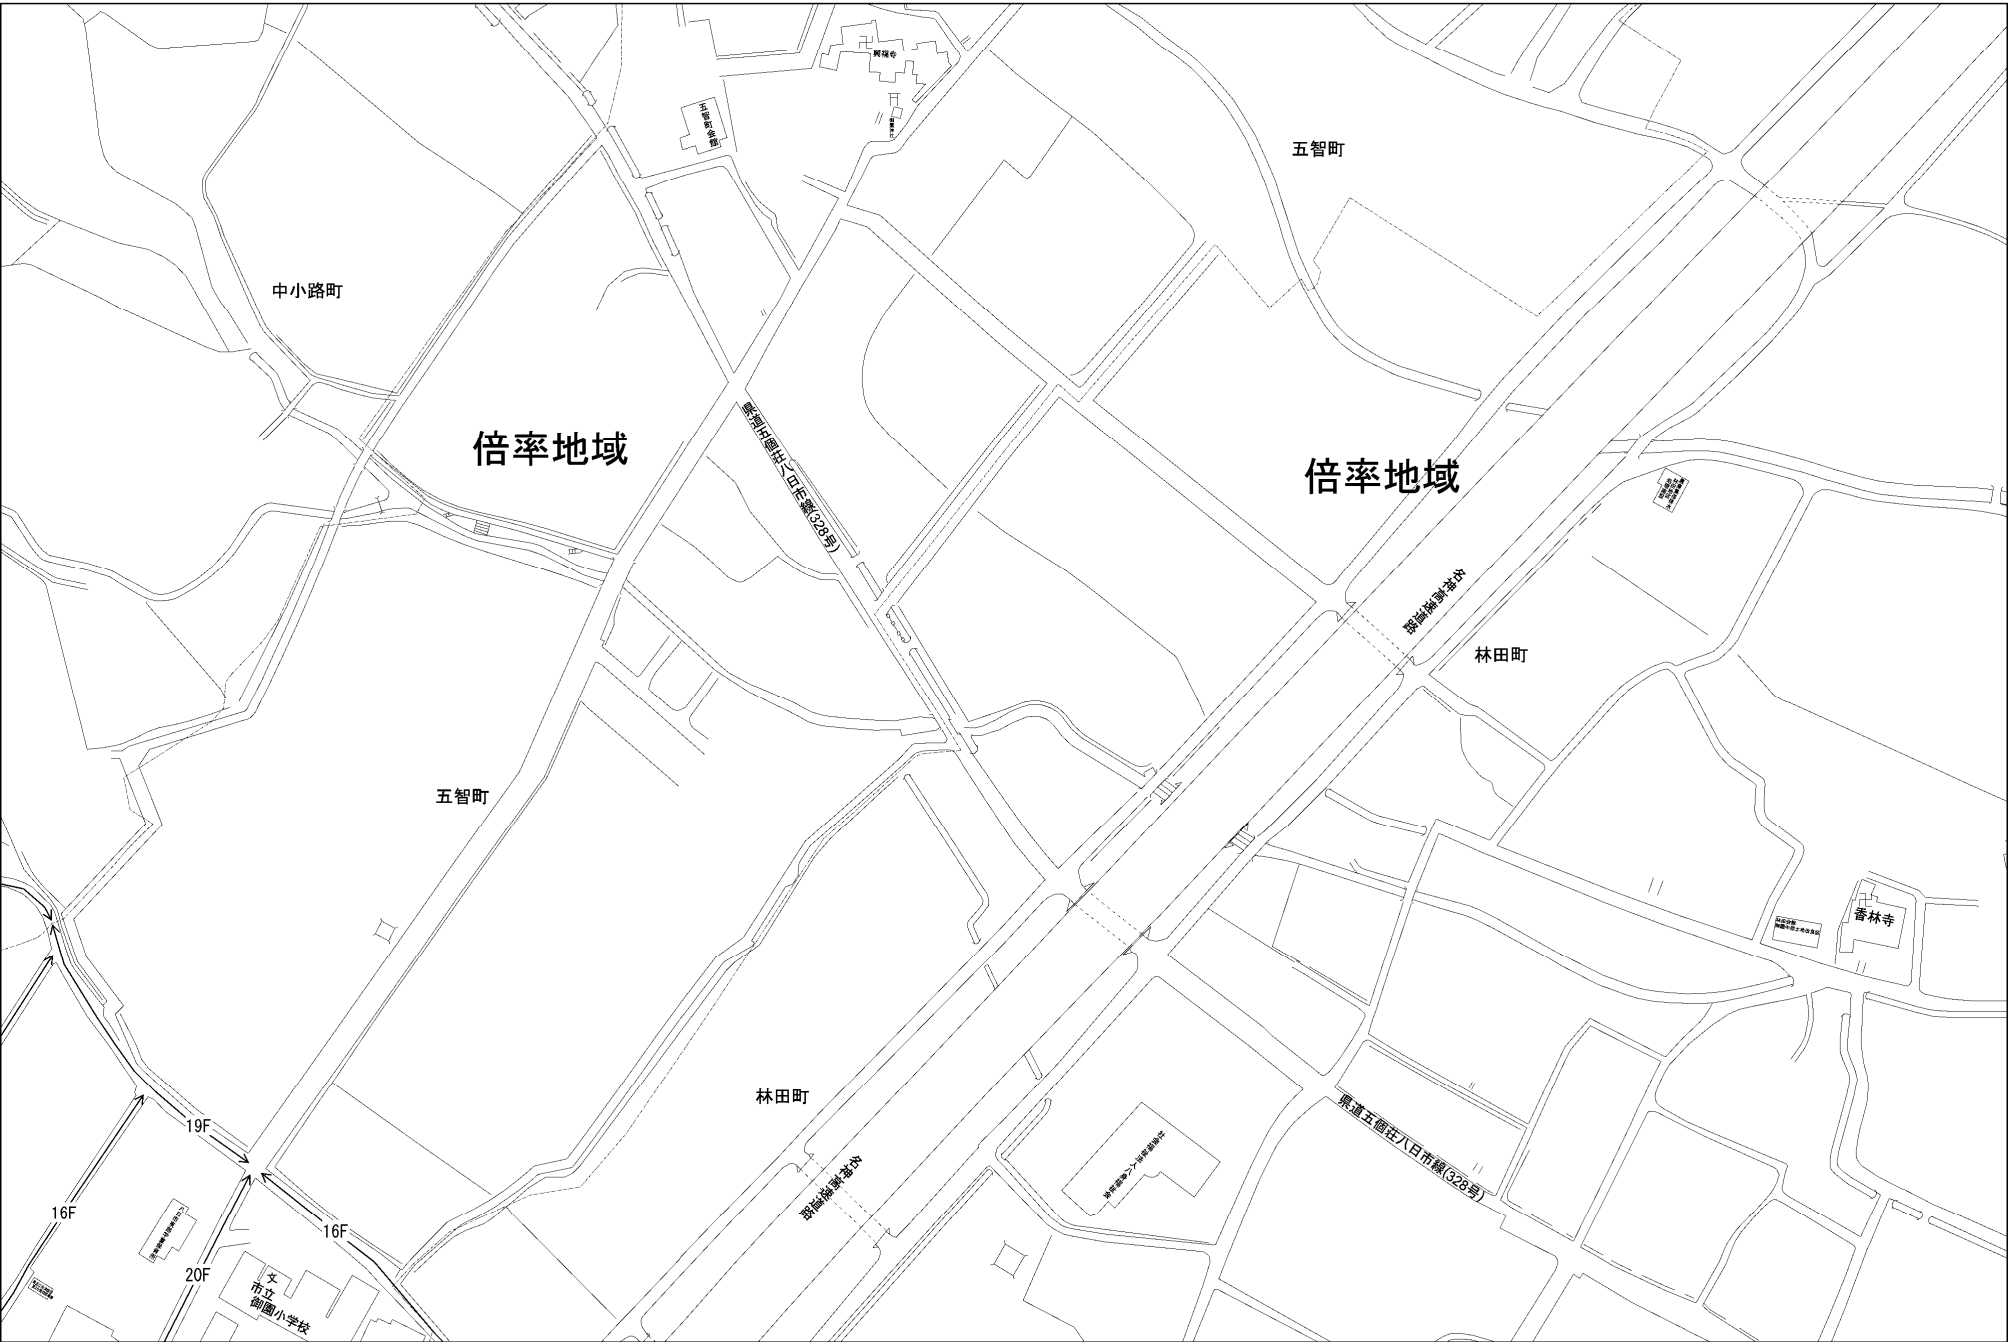 興福寺
五智町会館
五智町
中小路町
倍率地域
県道五個荘八日市線(328号)
倍率地域
名神高速道路
林田町
五智町
香林寺
林田町
県道五個荘八日市線(328号)
名神高速道路
19F
16F
16F
20F
文
市立
御園小学校